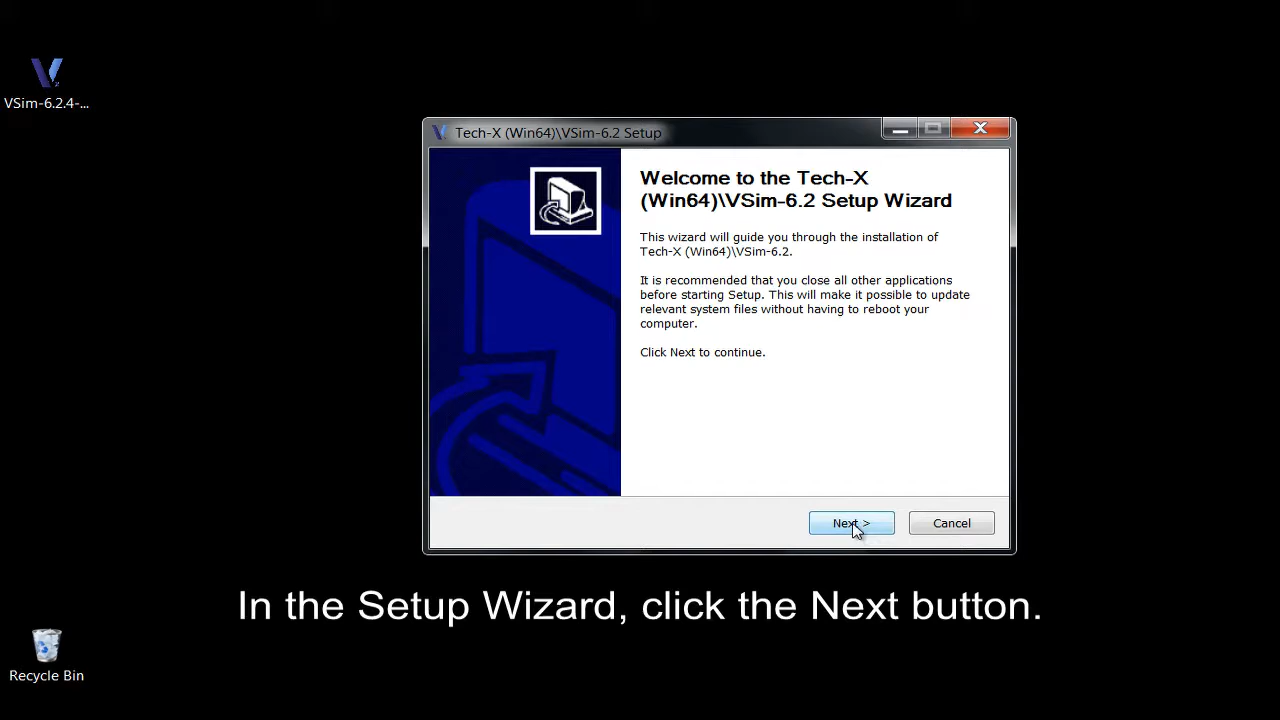 VSim-6.2.4-...
Tech-X (Win64)\VSim-6.2 Setup
Welcome to the Tech-X
(Win64)\VSim-6.2 Setup Wizard
This wizard will guide you through the installation of
Tech-X (Win64)\VSim-6.2.
It is recommended that you close all other applications
before starting Setup. This will make it possible to update
relevant system files without having to reboot your
computer.
Click Next to continue.
Next >
Cancel
In the Setup Wizard, click the Next button.
Recycle Bin